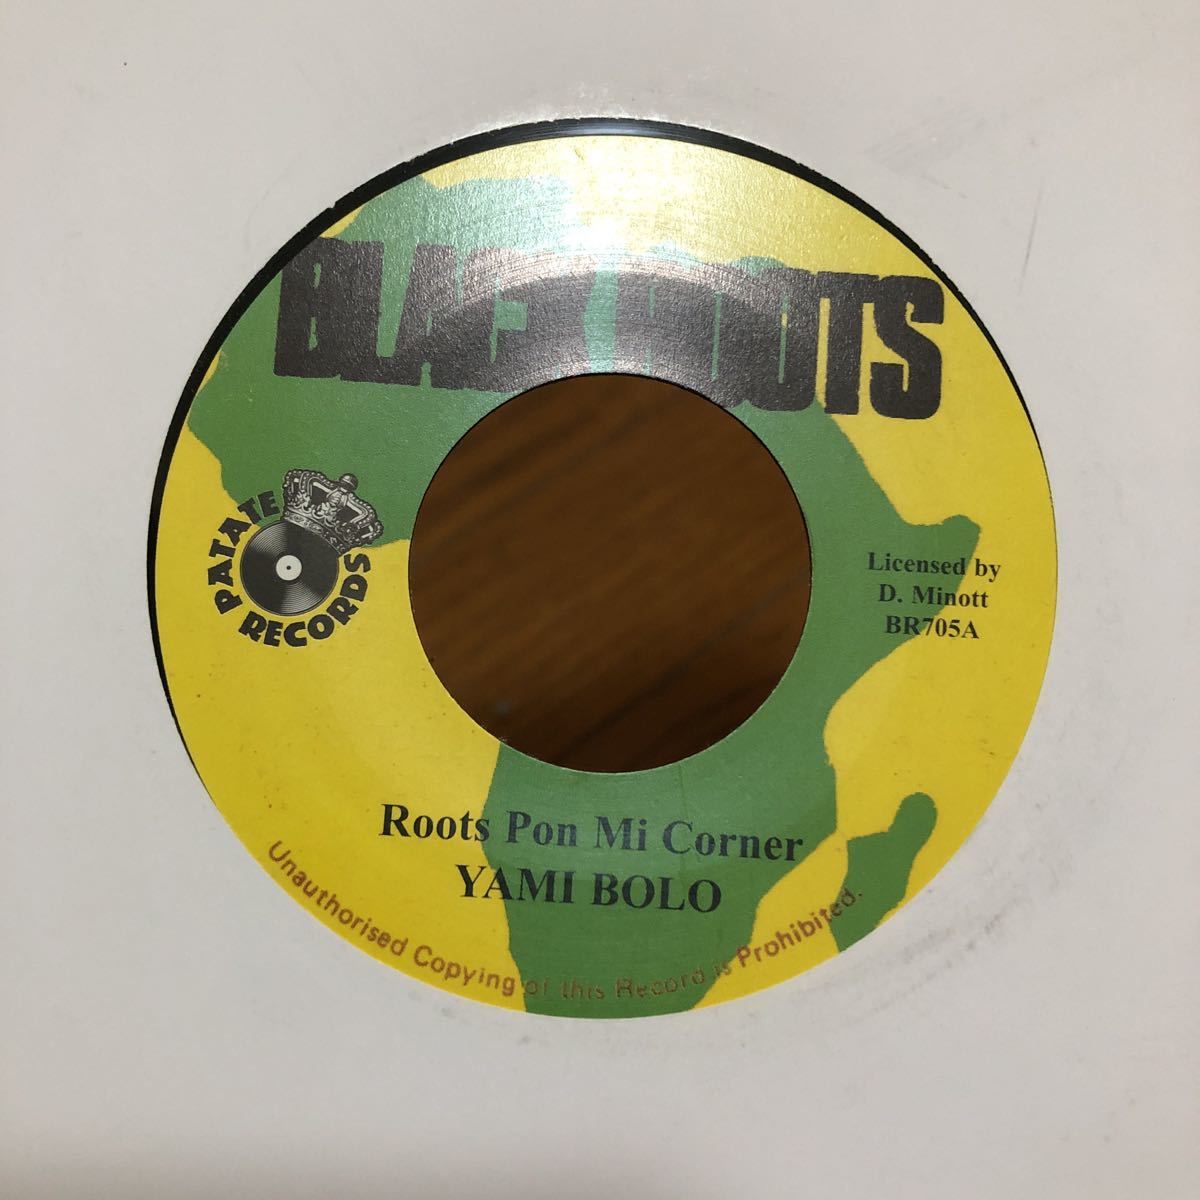 BLACK ROOTS
PATATE
RECORDS
Licensed by
D. Minott
BR705A
Roots Pon Mi Corner
YAMI BOLO
Unauthorised Copying of this Record is Prohibited.